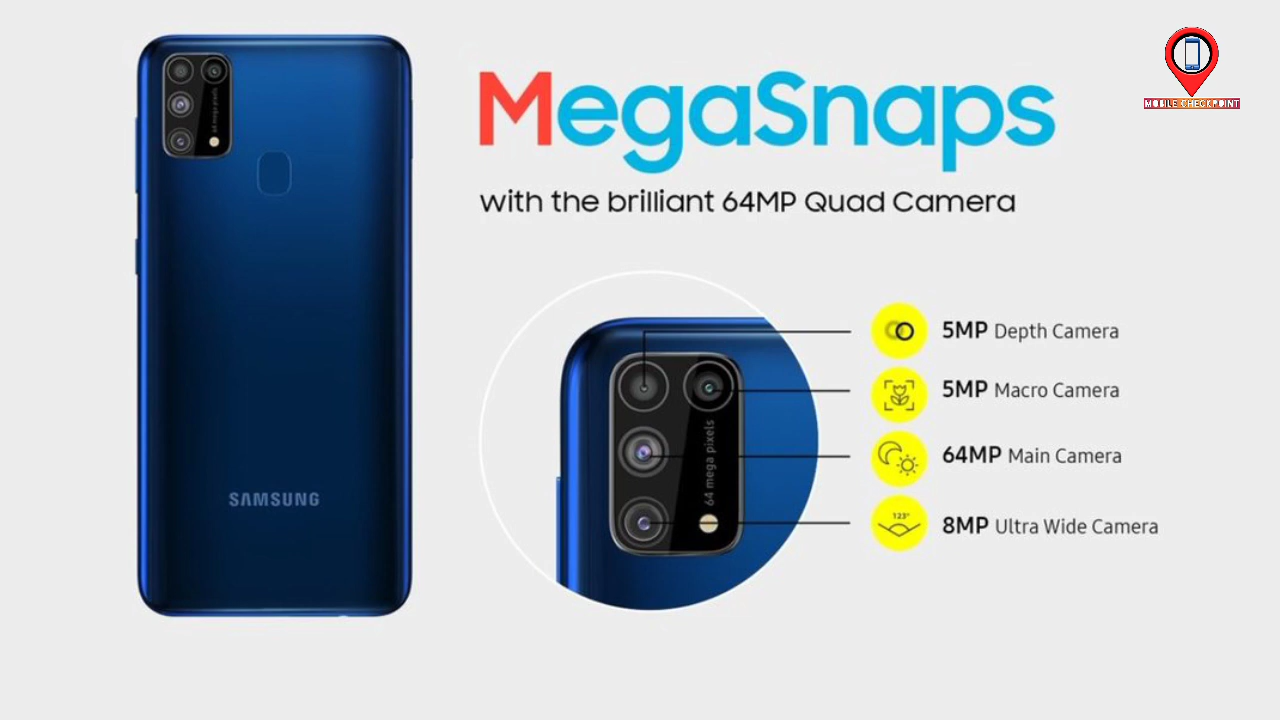 MOBILE CHECKPOINT
MegaSnaps
with the brilliant 64MP Quad Camera
64 mega pixels
SAMSUNG
64 mega pixels
5MP Depth Camera
5MP Macro Camera
64MP Main Camera
123°
8MP Ultra Wide Camera